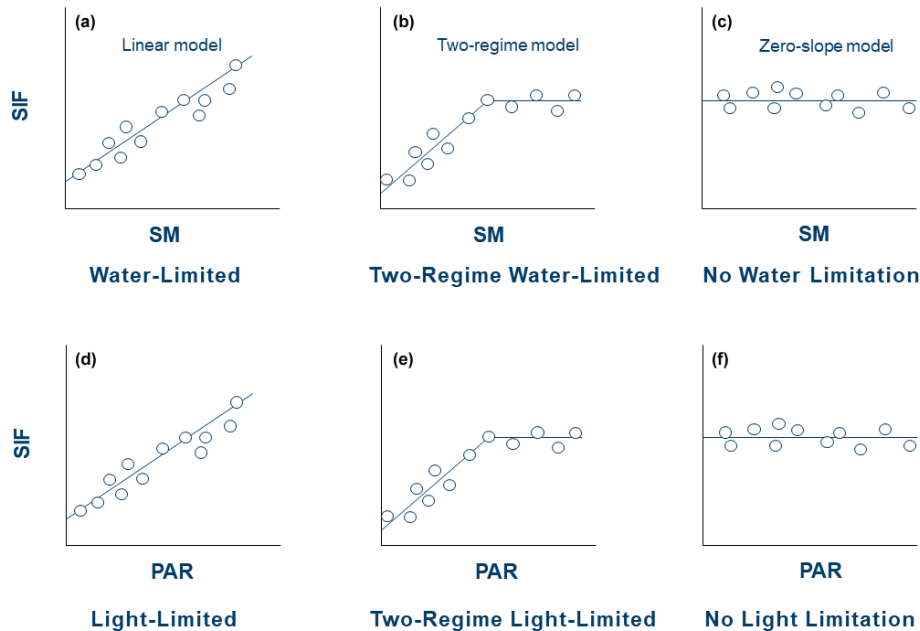 (a)
(b)
(c)
Linear model
Two-regime model
Zero-slope model
SIF
SM
SM
SM
Water-Limited
Two-Regime Water-Limited
No Water Limitation
(d)
(e)
(f)
SIF
PAR
PAR
PAR
Light-Limited
Two-Regime Light-Limited
No Light Limitation